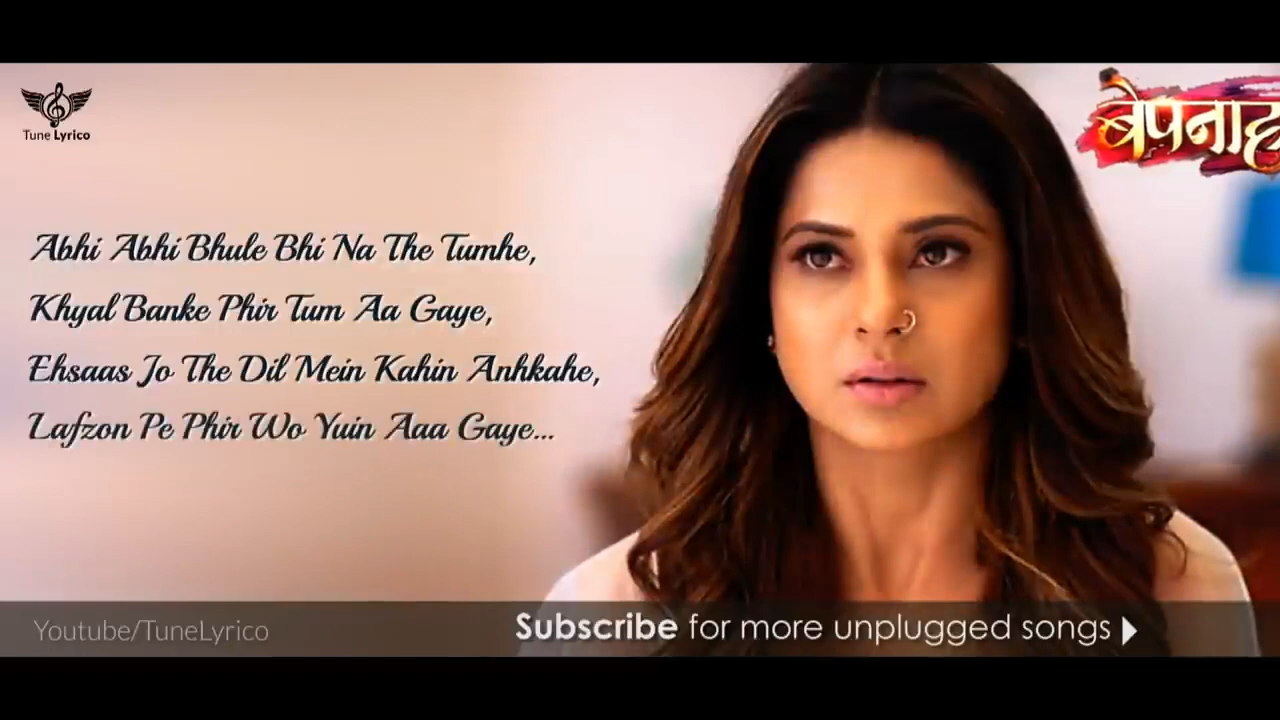 Tune Lyrico
बेपनाह
Abhi Abhi Bhule Bhi Na The Tumhe,
Khyal Banke Phir Tum Aa Gaye,
Ehsaas Jo The Dil Mein Kahin Anhkahe,
Lafzon Pe Phir Wo Yuin Aaa Gaye...
Youtube/TuneLyrico
Subscribe for more unplugged songs